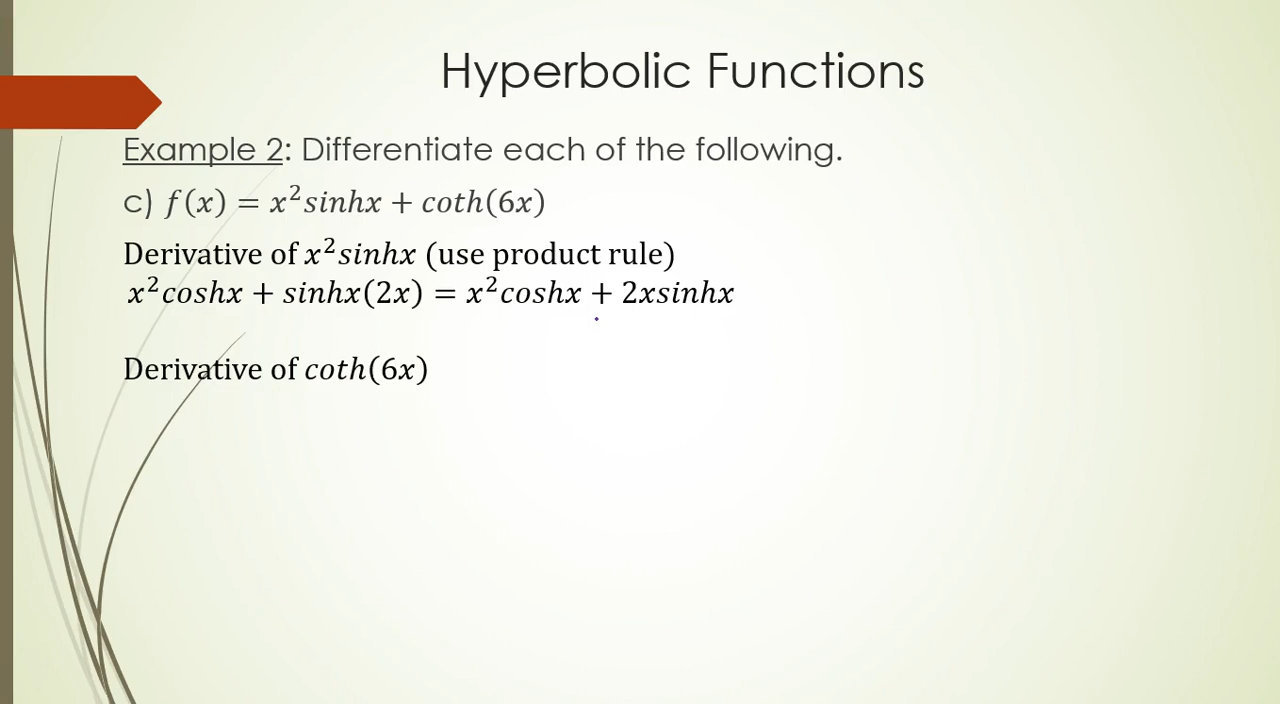 Hyperbolic Functions
Example 2: Differentiate each of the following.
c) f(x) = x²sinhx + coth(6x)
Derivative of x²sinhx (use product rule)
x²coshx + sinhx(2x) = x²coshx + 2xsinhx
Derivative of coth(6x)